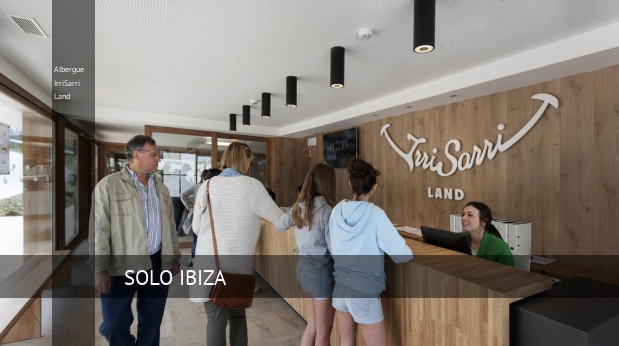 Albergue
IrriSarri
Land
IrriSarri
LAND
SOLO IBIZA